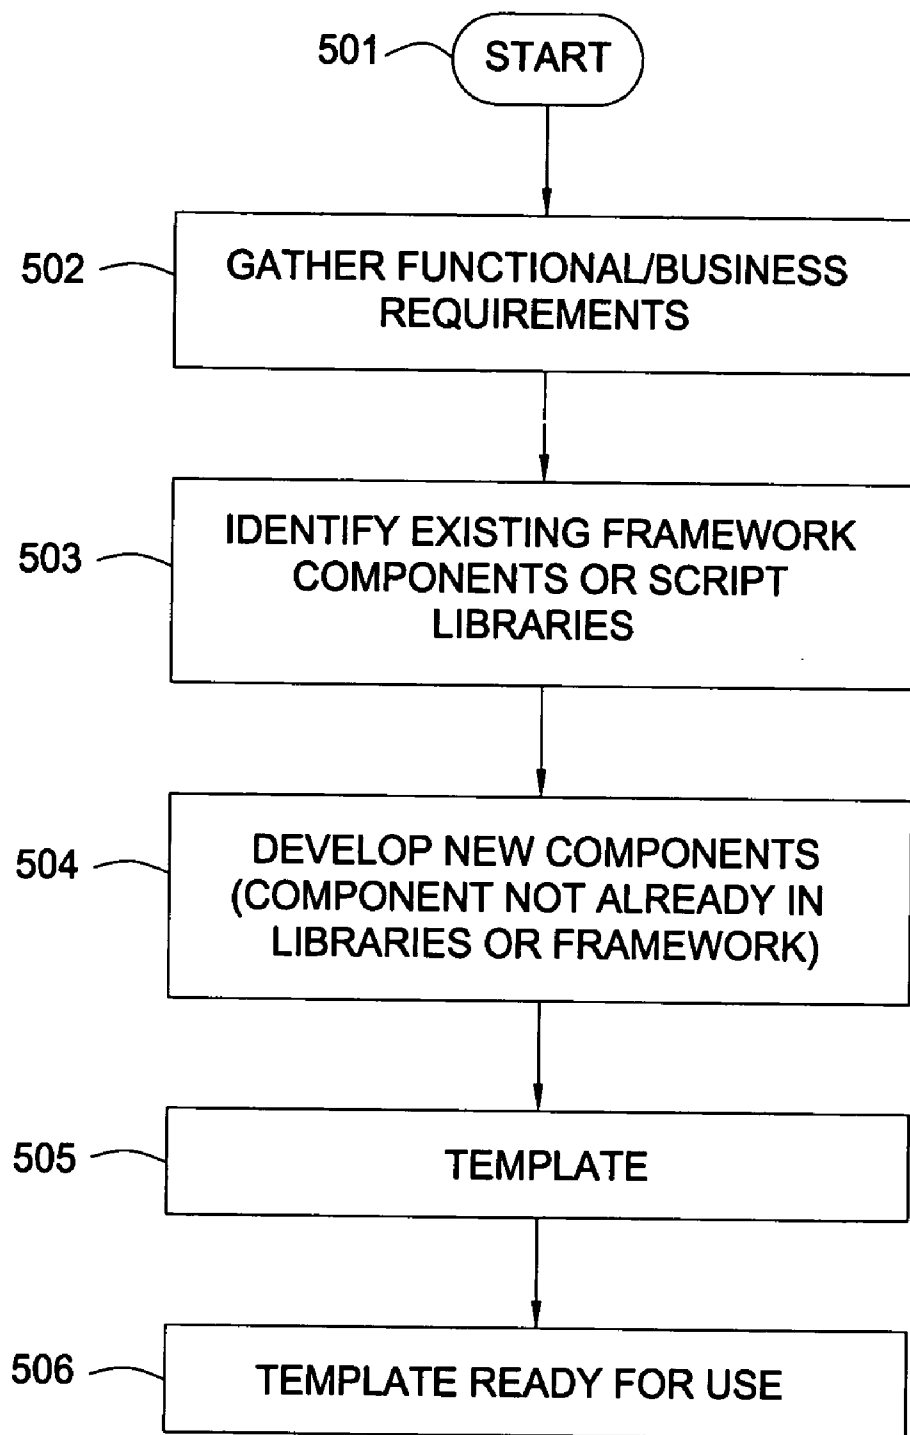 501
START
502
GATHER FUNCTIONAL/BUSINESS
REQUIREMENTS
503
IDENTIFY EXISTING FRAMEWORK
COMPONENTS OR SCRIPT
LIBRARIES
504
DEVELOP NEW COMPONENTS
(COMPONENT NOT ALREADY IN
LIBRARIES OR FRAMEWORK)
505
TEMPLATE
506
TEMPLATE READY FOR USE